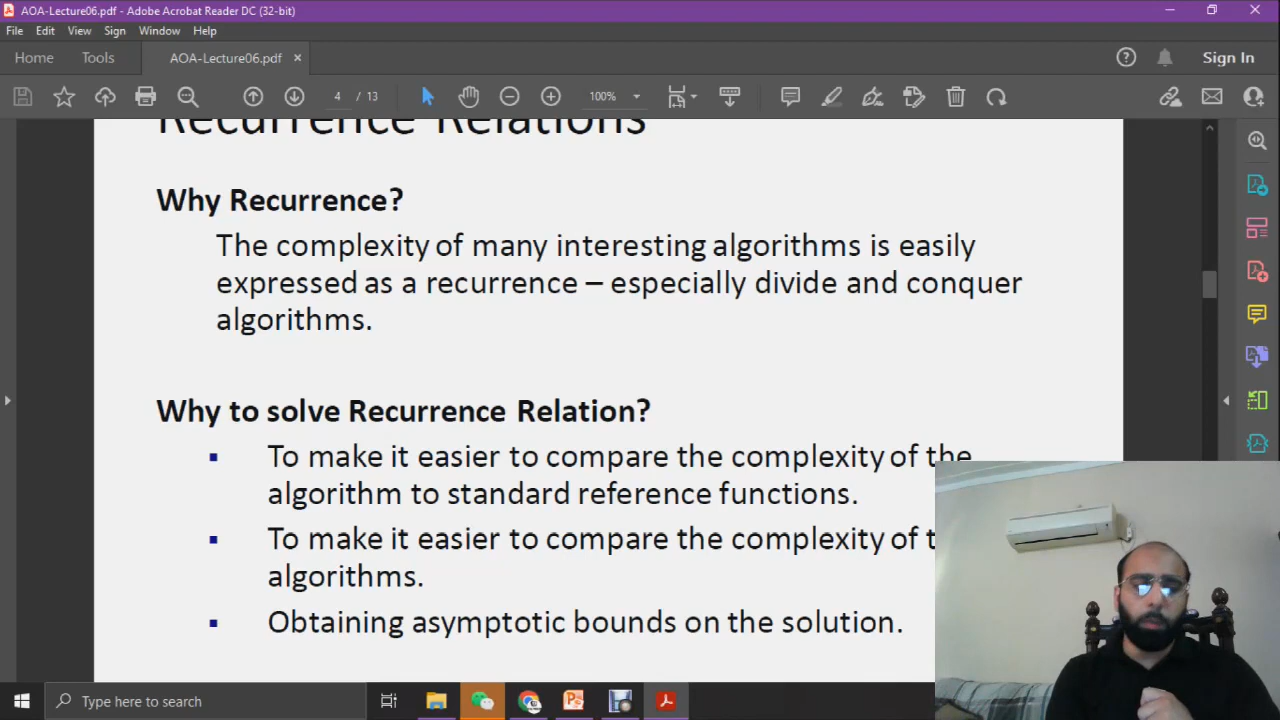 AOA-Lecture06.pdf - Adobe Acrobat Reader DC (32-bit)
File Edit View Sign Window Help
Home Tools AOA-Lecture06.pdf × Sign In
4 / 13 100%
Recurrence Relations
Why Recurrence?
The complexity of many interesting algorithms is easily
expressed as a recurrence – especially divide and conquer
algorithms.
Why to solve Recurrence Relation?
▪ To make it easier to compare the complexity of the
algorithm to standard reference functions.
▪ To make it easier to compare the complexity of
algorithms.
▪ Obtaining asymptotic bounds on the solution.
Type here to search